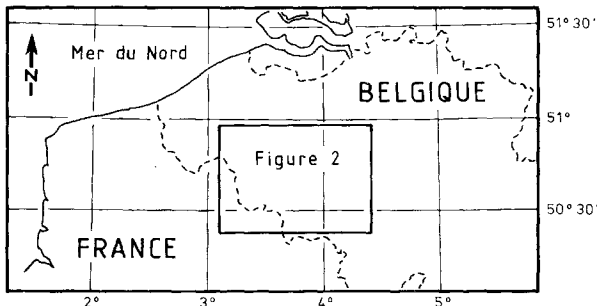 51° 30'
Mer du Nord
N
BELGIQUE
51°
Figure 2
50° 30'
FRANCE
2°
3°
4°
5°